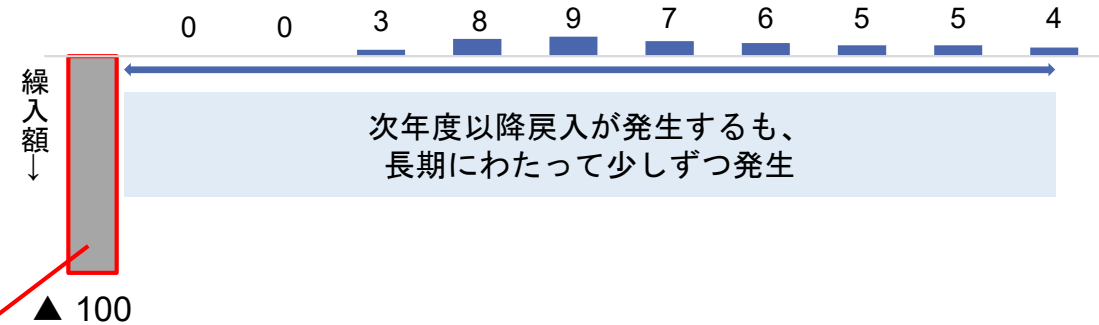 0 0 3 8 9 7 6 5 5 4
繰入額↓
次年度以降戻入が発生するも、
長期にわたって少しずつ発生
▲ 100